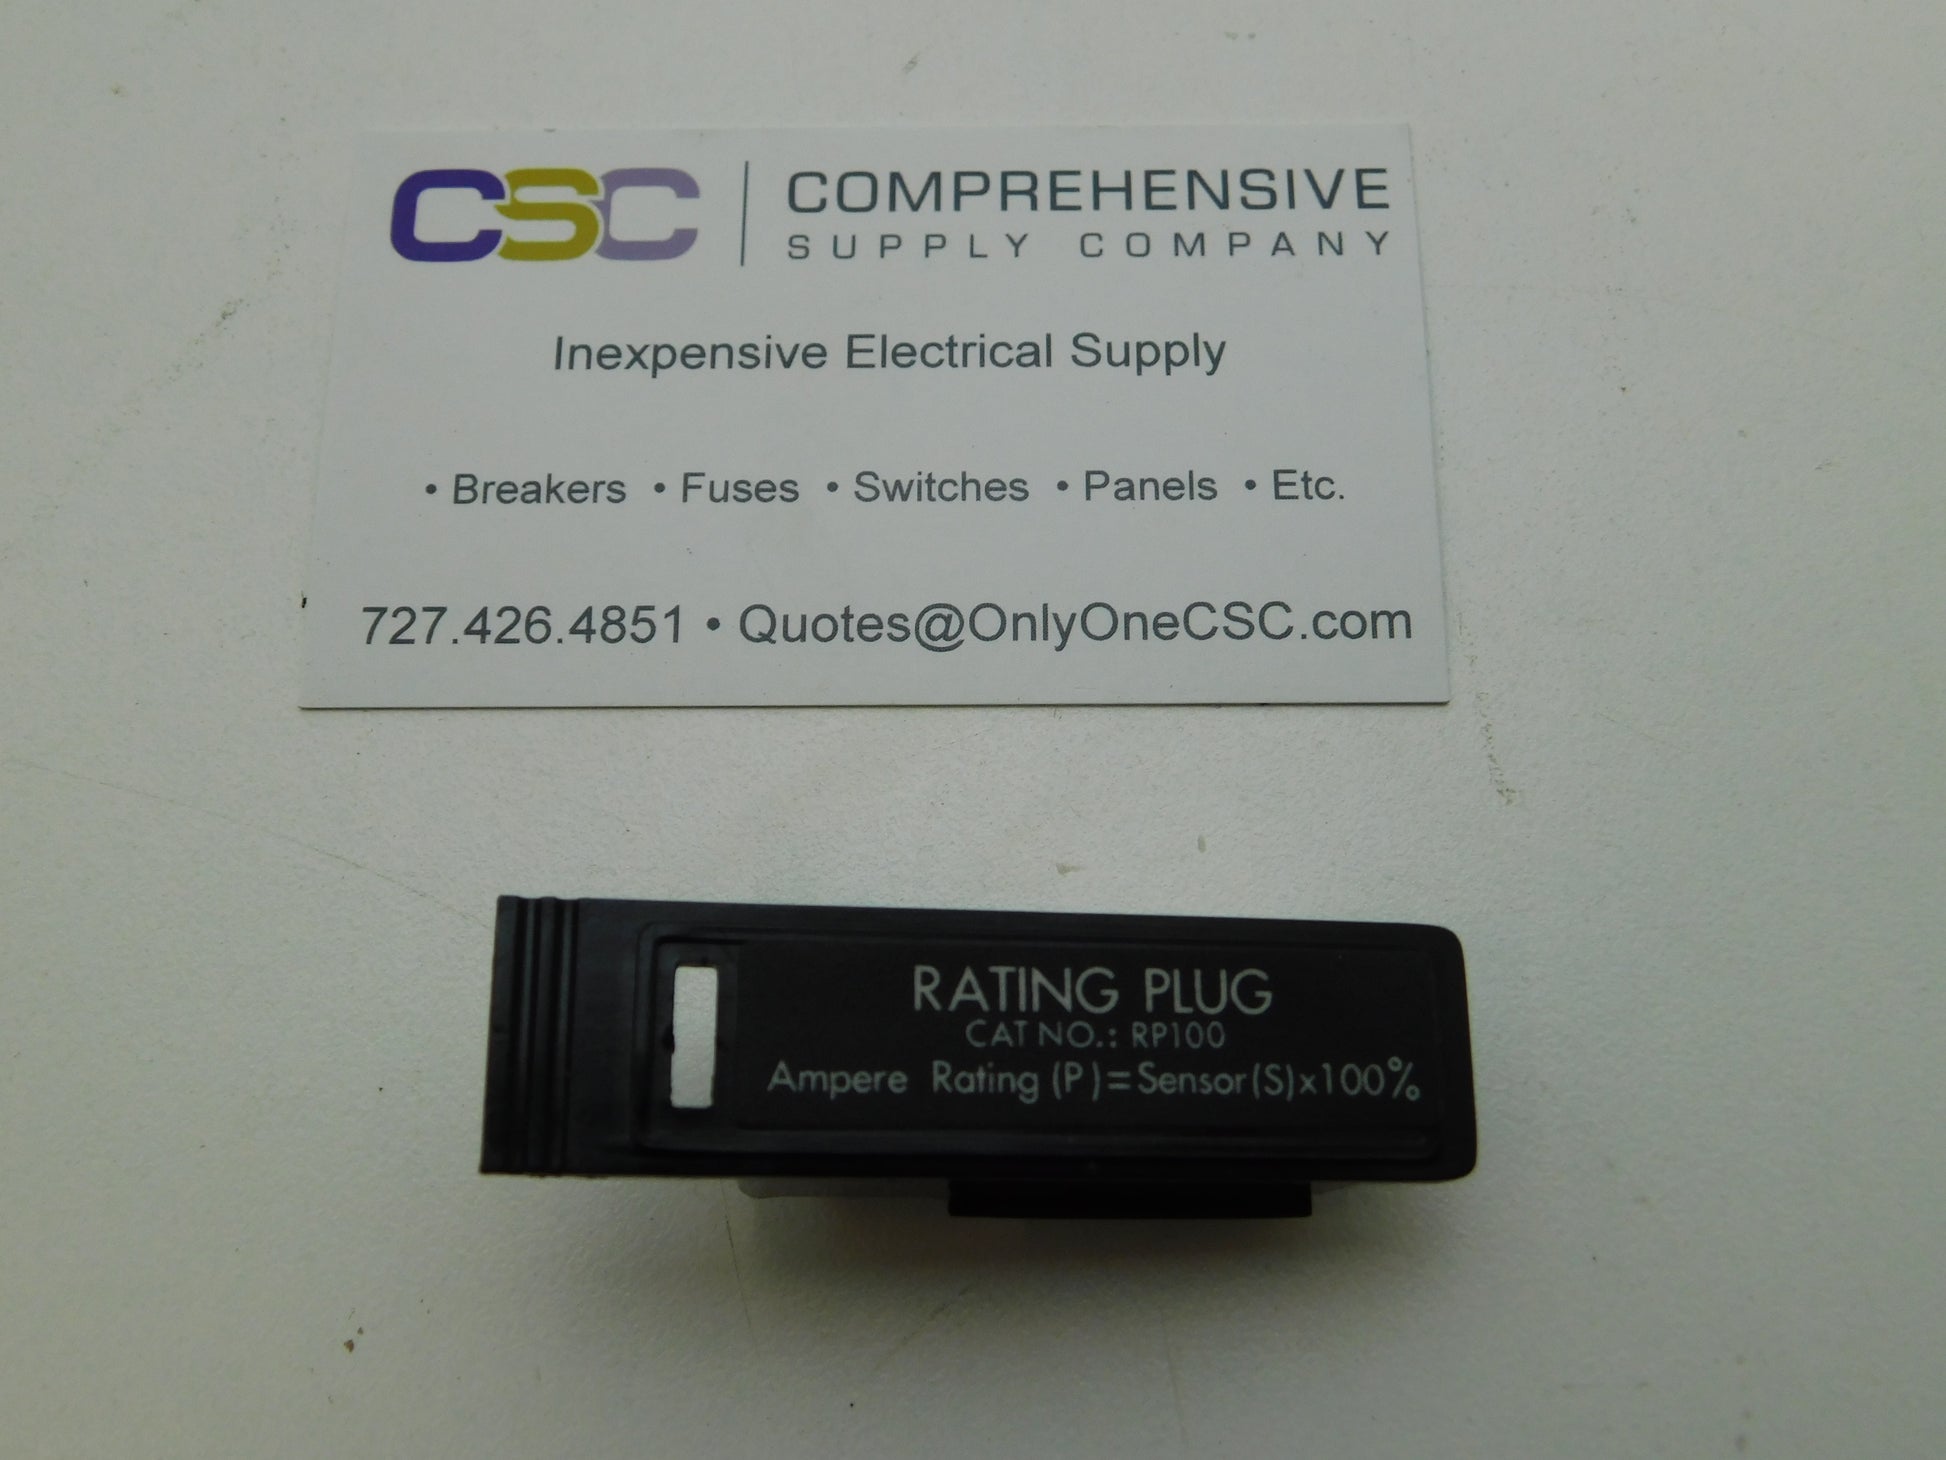 CSC
COMPREHENSIVE
SUPPLY COMPANY
Inexpensive Electrical Supply
• Breakers • Fuses • Switches • Panels • Etc.
727.426.4851 • Quotes@OnlyOneCSC.com
RATING PLUG
CAT NO.: RP100
Ampere Rating (P)=Sensor(S)x100%